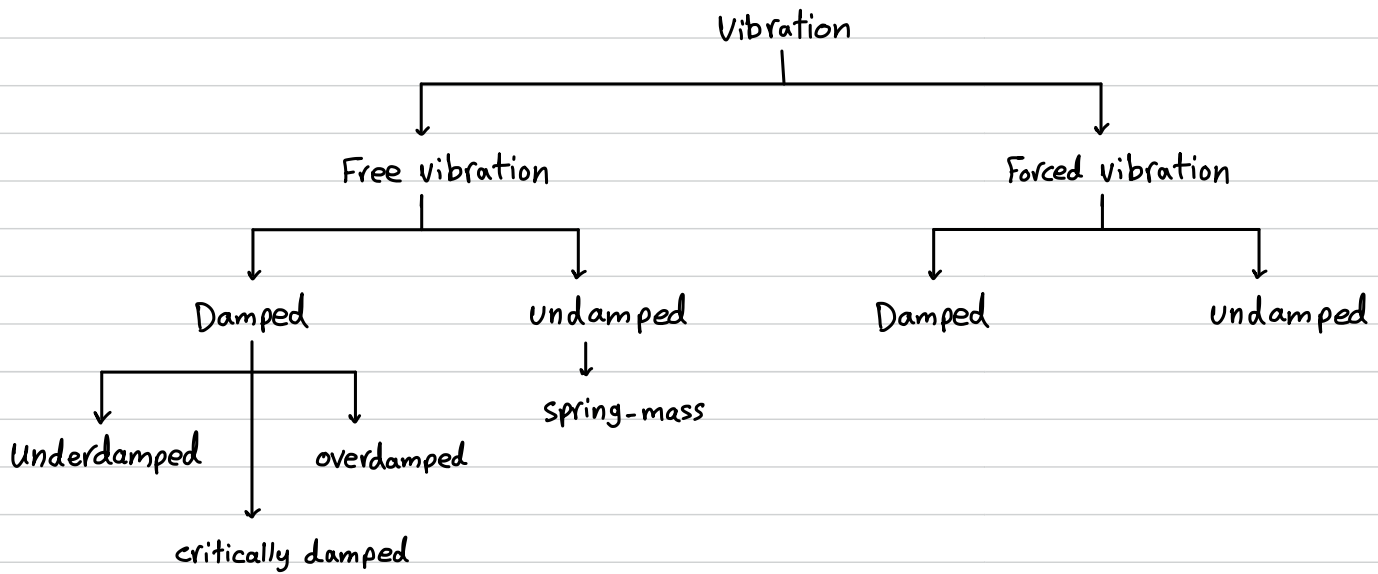 Vibration
Free vibration
Forced vibration
Damped
undamped
Damped
undamped
spring-mass
Underdamped
overdamped
critically damped